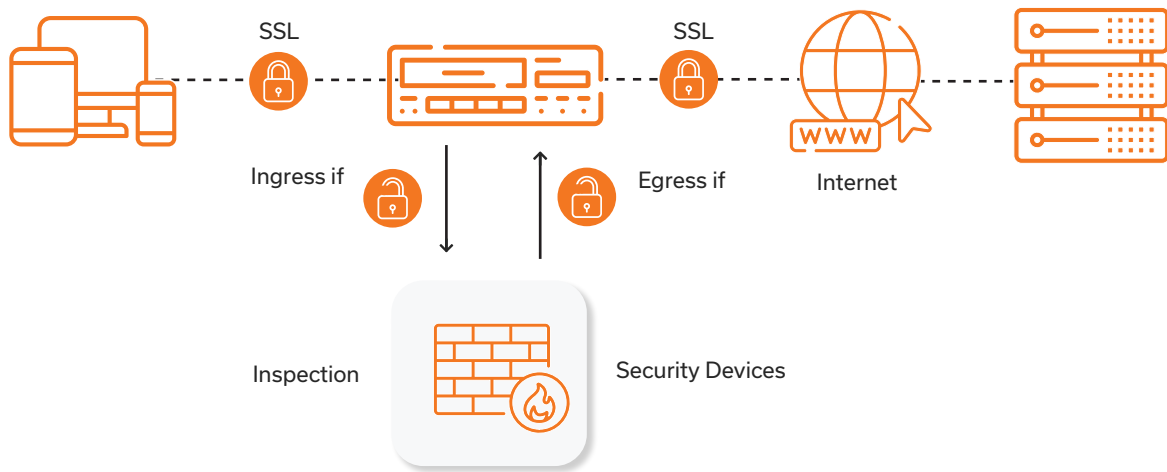 SSL
SSL
WWW
Ingress if
Egress if
Internet
Inspection
Security Devices